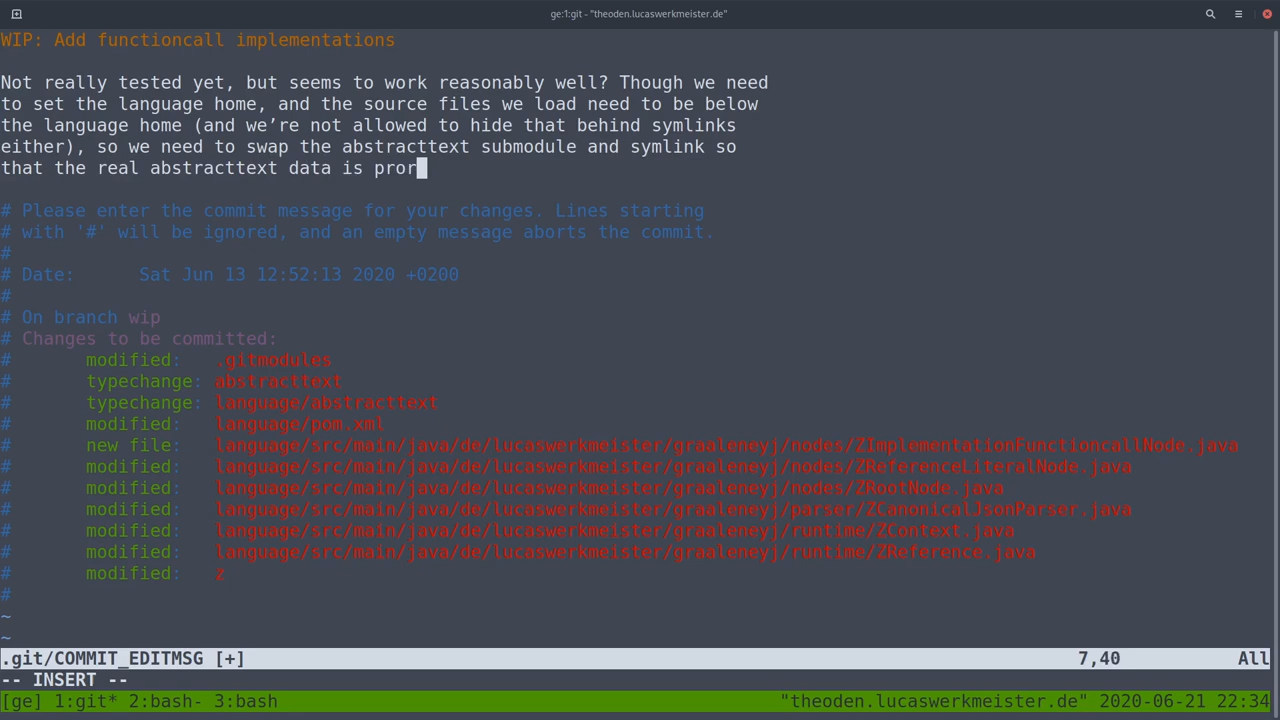 ge:1:git - "theoden.lucaswerkmeister.de"
WIP: Add functioncall implementations
Not really tested yet, but seems to work reasonably well? Though we need
to set the language home, and the source files we load need to be below
the language home (and we’re not allowed to hide that behind symlinks
either), so we need to swap the abstracttext submodule and symlink so
that the real abstracttext data is pror
# Please enter the commit message for your changes. Lines starting
# with '#' will be ignored, and an empty message aborts the commit.
#
# Date:      Sat Jun 13 12:52:13 2020 +0200
#
# On branch wip
# Changes to be committed:
#       modified:   .gitmodules
#       typechange: abstracttext
#       typechange: language/abstracttext
#       modified:   language/pom.xml
#       new file:   language/src/main/java/de/lucaswerkmeister/graaleneyj/nodes/ZImplementationFunctioncallNode.java
#       modified:   language/src/main/java/de/lucaswerkmeister/graaleneyj/nodes/ZReferenceLiteralNode.java
#       modified:   language/src/main/java/de/lucaswerkmeister/graaleneyj/nodes/ZRootNode.java
#       modified:   language/src/main/java/de/lucaswerkmeister/graaleneyj/parser/ZCanonicalJsonParser.java
#       modified:   language/src/main/java/de/lucaswerkmeister/graaleneyj/runtime/ZContext.java
#       modified:   language/src/main/java/de/lucaswerkmeister/graaleneyj/runtime/ZReference.java
#       modified:   z
#
~
~
.git/COMMIT_EDITMSG [+] 7,40 All
-- INSERT --
[ge] 1:git* 2:bash- 3:bash "theoden.lucaswerkmeister.de" 2020-06-21 22:34